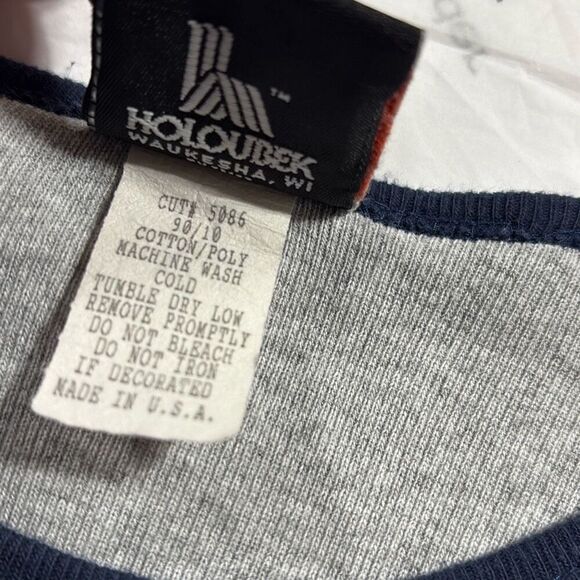 ™
HOLOUBEK
WAUKESHA, WI
CUT# 5086
90/10
COTTON/POLY
MACHINE WASH
COLD
TUMBLE DRY LOW
REMOVE PROMPTLY
DO NOT BLEACH
DO NOT IRON
IF DECORATED
MADE IN U.S.A.